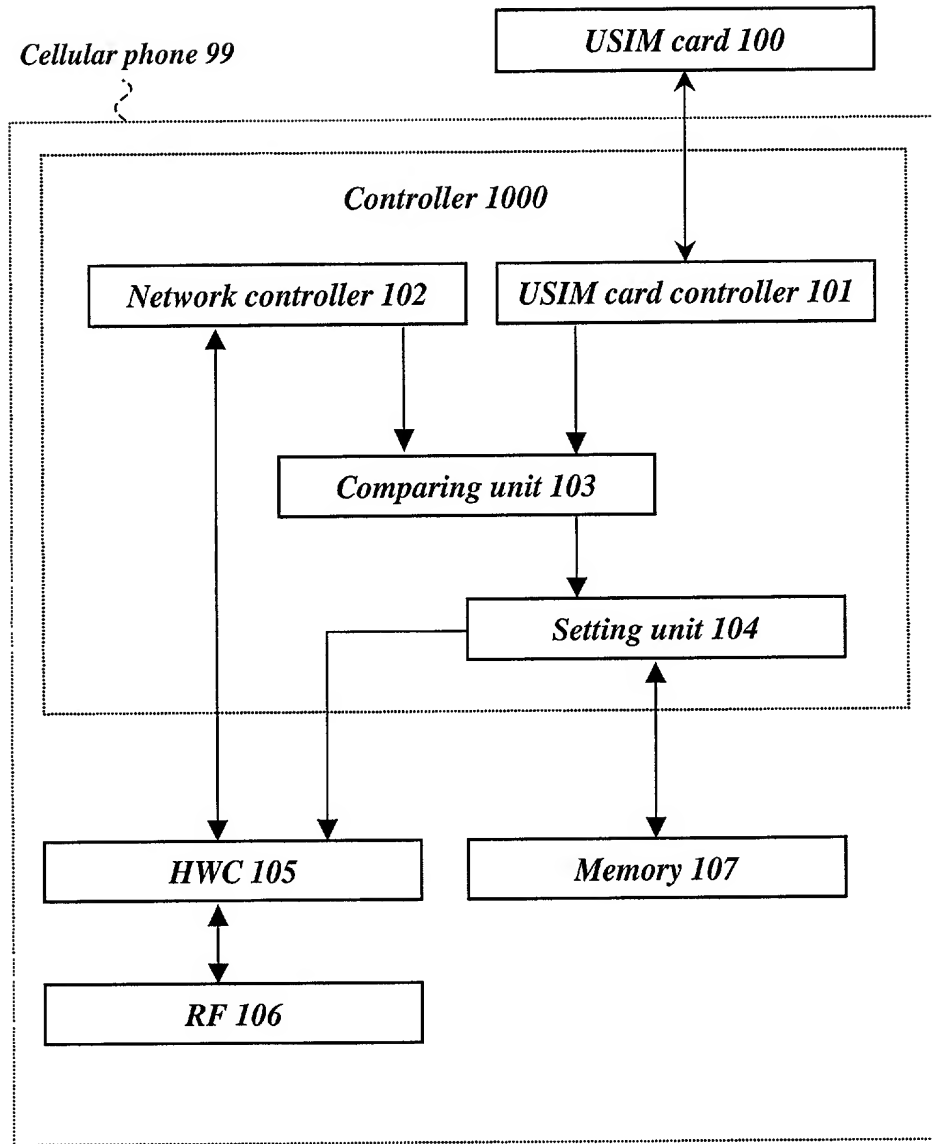 USIM card 100
Cellular phone 99
Controller 1000
Network controller 102
USIM card controller 101
Comparing unit 103
Setting unit 104
HWC 105
Memory 107
RF 106